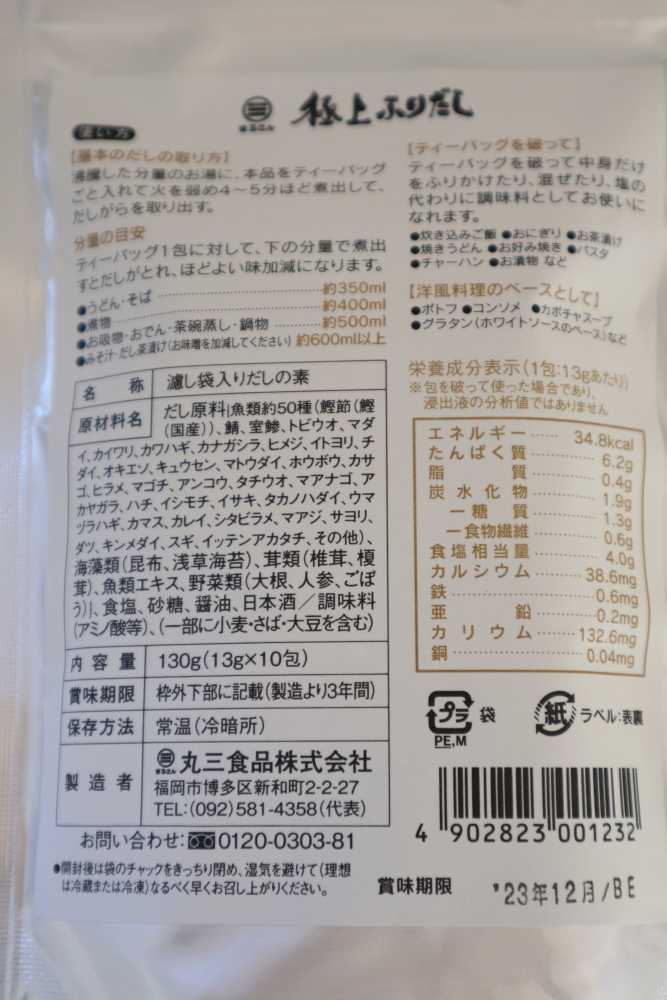 まるさん 極上ふりだし
使い方
【基本のだしの取り方】
沸騰した分量のお湯に、本品をティーバッグ
ごと入れて火を弱め4～5分ほど煮出して、
だしがらを取り出す。
分量の目安
ティーバッグ1包に対して、下の分量で煮出
すとだしがとれ、ほどよい味加減になります。
●うどん・そば 約350ml
●煮物 約400ml
●お吸物・おでん・茶碗蒸し・鍋物 約500ml
●みそ汁・だし茶漬け(お味噌を加減してください) 約600ml以上
【ティーバッグを破って】
ティーバッグを破って中身だけ
をふりかけたり、混ぜたり、塩の
代わりに調味料としてお使いに
なれます。
●炊き込みご飯 ●おにぎり ●お茶漬け
●焼きうどん ●お好み焼き ●パスタ
●チャーハン ●お漬物 など
【洋風料理のベースとして】
●ポトフ ●コンソメ ●カボチャスープ
●グラタン(ホワイトソースのベース)など
名称 濾し袋入りだしの素
原材料名 だし原料|魚類約50種(鰹節(鰹
(国産))、鯖、室鯵、トビウオ、マダ
イ、カイワリ、カワハギ、カナガシラ、ヒメジ、イトヨリ、チ
ダイ、オキエソ、キュウセン、マトウダイ、ホウボウ、カサ
ゴ、ヒラメ、マゴチ、アンコウ、タチウオ、マアナゴ、ア
カヤガラ、ハチ、イシモチ、イサキ、タカノハダイ、ウマ
ヅラハギ、カマス、カレイ、シタビラメ、マアジ、サヨリ、
ダツ、キンメダイ、スギ、イッテンアカタチ、その他)、
海藻類(昆布、浅草海苔)、茸類(椎茸、榎
茸)、魚類エキス、野菜類(大根、人参、ごぼ
う)|、食塩、砂糖、醤油、日本酒／調味料
(アミノ酸等)、(一部に小麦・さば・大豆を含む)
内容量 130g(13g×10包)
賞味期限 枠外下部に記載(製造より3年間)
保存方法 常温(冷暗所)
製造者 まるさん 丸三食品株式会社
福岡市博多区新和町2-2-27
TEL:(092)581-4358(代表)
お問い合わせ:0120-0303-81
●開封後は袋のチャックをきっちり閉め、湿気を避けて(理想
は冷蔵または冷凍)なるべく早くお召し上がりください。
栄養成分表示(1包:13gあたり)
※包を破って使った場合であり、
浸出液の分析値ではありません
エネルギー 34.8kcal
たんぱく質 6.2g
脂質 0.4g
炭水化物 1.9g
－糖質 1.3g
－食物繊維 0.6g
食塩相当量 4.0g
カルシウム 38.6mg
鉄 0.6mg
亜鉛 0.2mg
カリウム 132.6mg
銅 0.04mg
プラ 袋
PE,M
紙 ラベル:表裏
4 902823 001232
賞味期限 '23年12月/BE